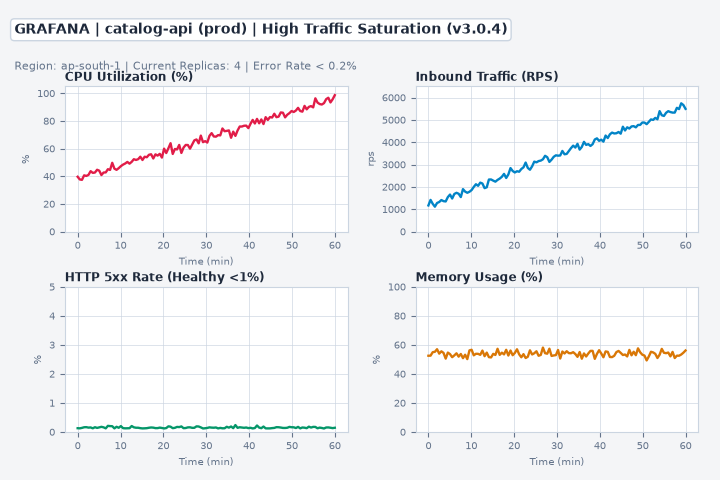 GRAFANA | catalog-api (prod) | High Traffic Saturation (v3.0.4)
Region: ap-south-1 | Current Replicas: 4 | Error Rate < 0.2%
CPU Utilization (%)
100
80
60
40
20
0
%
0 10 20 30 40 50 60
Time (min)
Inbound Traffic (RPS)
6000
5000
4000
3000
2000
1000
0
rps
0 10 20 30 40 50 60
Time (min)
HTTP 5xx Rate (Healthy <1%)
5
4
3
2
1
0
%
0 10 20 30 40 50 60
Time (min)
Memory Usage (%)
100
80
60
40
20
0
%
0 10 20 30 40 50 60
Time (min)